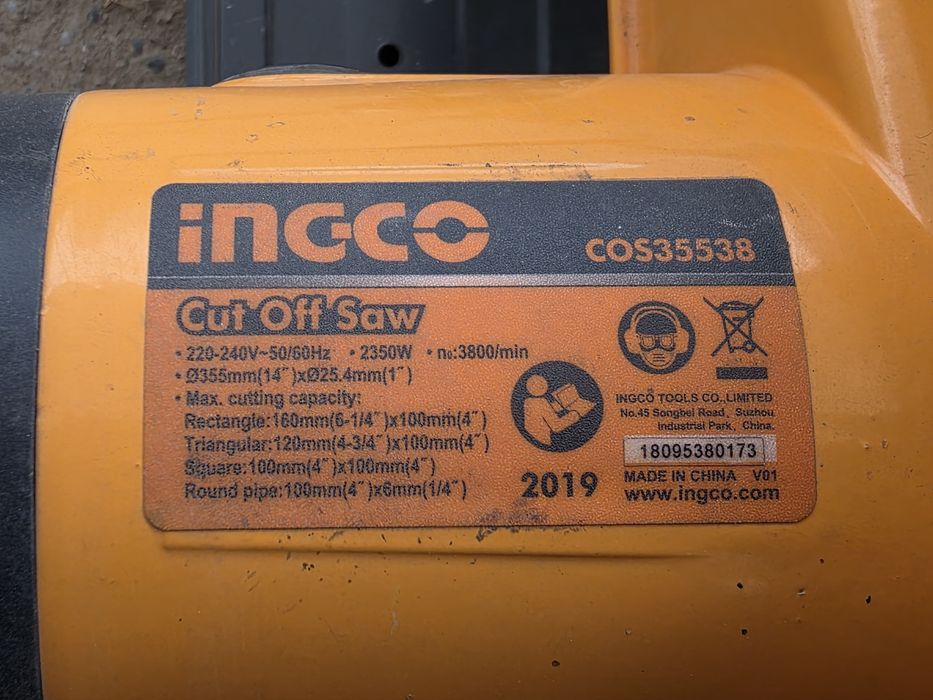 INGCO
COS35538
Cut Off Saw
• 220-240V~50/60Hz • 2350W • n₀:3800/min
• Ø355mm(14″)xØ25.4mm(1″)
• Max. cutting capacity:
Rectangle:160mm(6-1/4″)x100mm(4″)
Triangular:120mm(4-3/4″)x100mm(4″)
Square:100mm(4″)x100mm(4″)
Round pipe:100mm(4″)x6mm(1/4″)
2019
INGCO TOOLS CO.,LIMITED
No.45 Songbei Road, Suzhou
Industrial Park, China.
18095380173
MADE IN CHINA V01
www.ingco.com